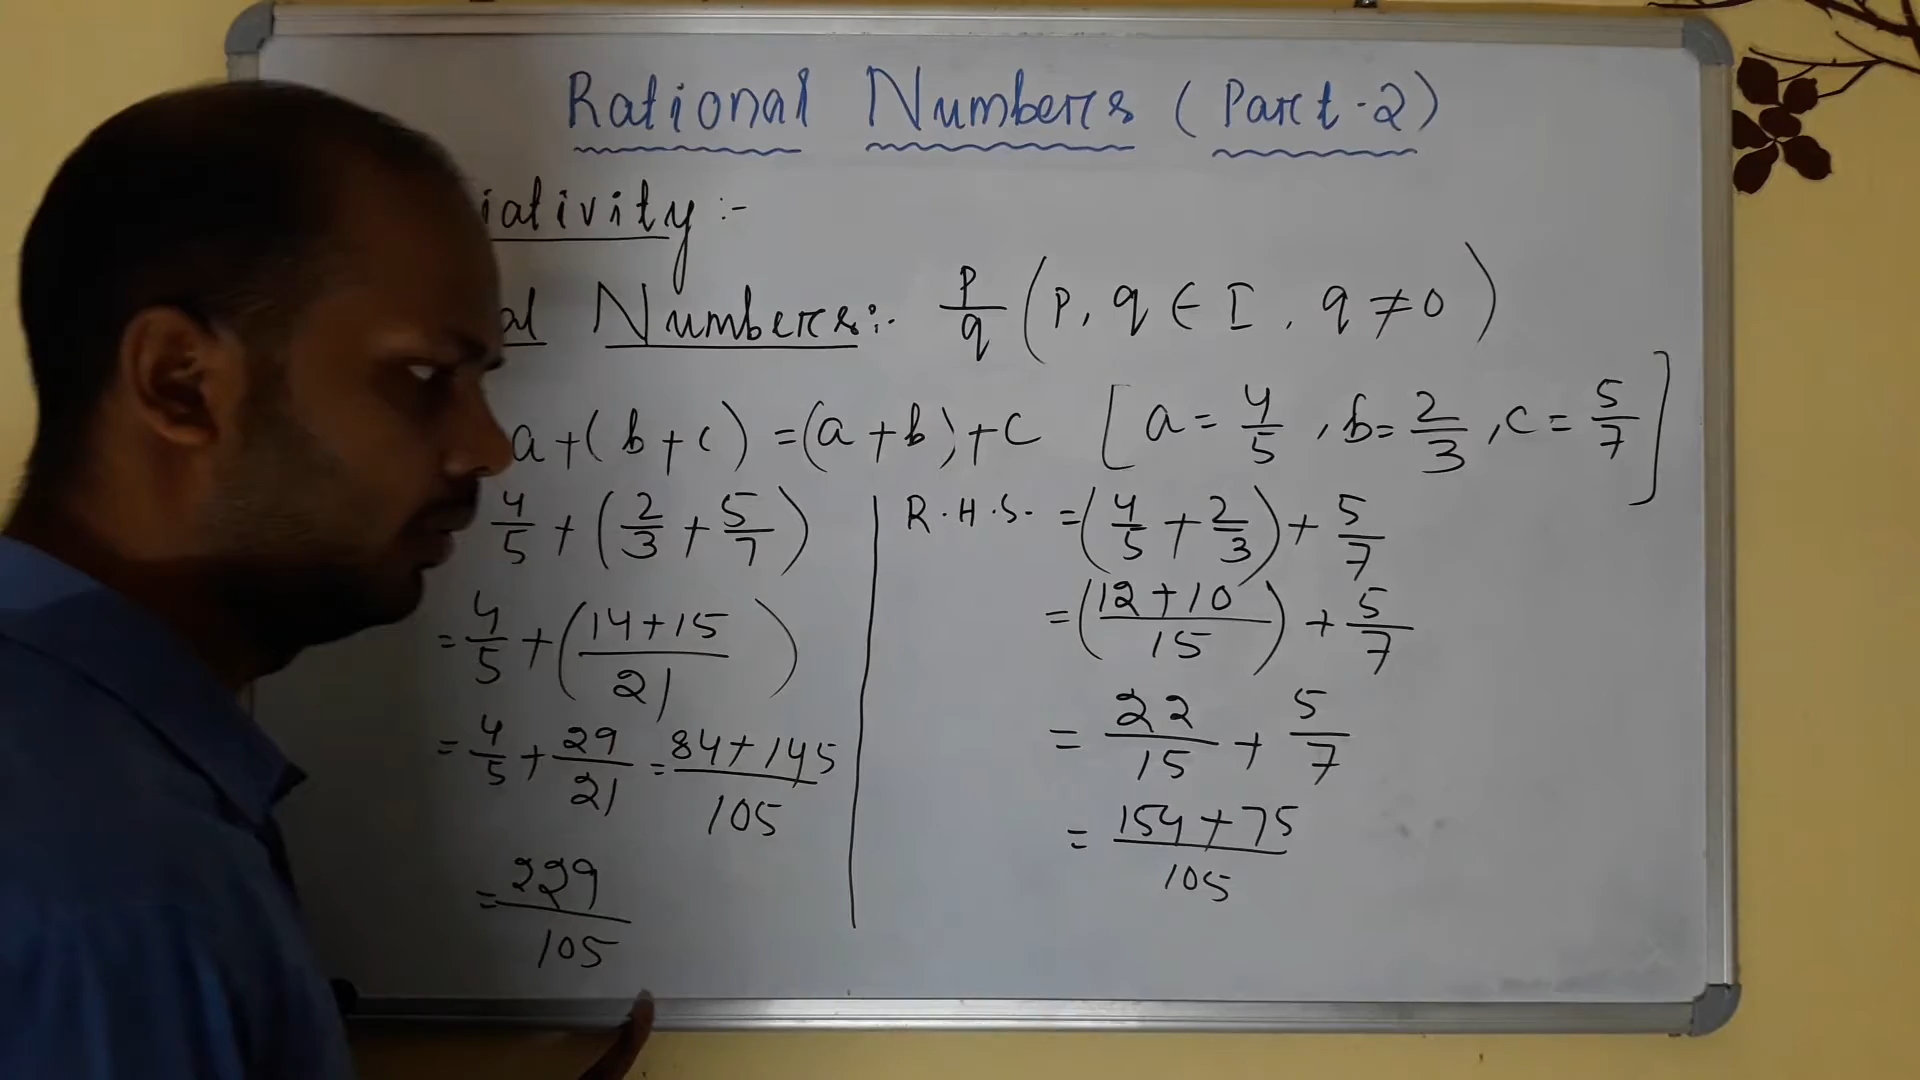 Rational Numbers (Part-2)
iativity :-
al Numbers:- p/q (p, q ∈ I, q ≠ 0)
a+(b+c) =(a+b)+c [a= 4/5, b= 2/3, c= 5/7]
4/5 + (2/3 + 5/7)
= 4/5 + ((14+15)/21)
= 4/5 + 29/21 = (84+145)/105
= 229/105
R.H.S. = (4/5 + 2/3) + 5/7
= ((12+10)/15) + 5/7
= 22/15 + 5/7
= (154+75)/105